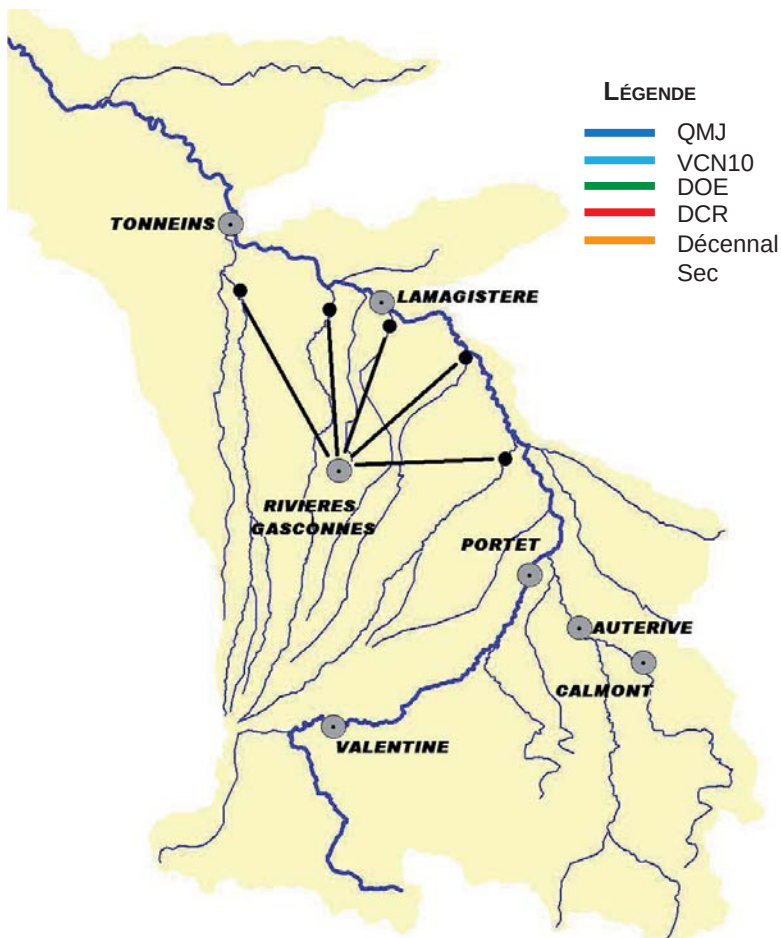 LÉGENDE
QMJ
VCN10
DOE
DCR
Décennal
Sec
TONNEINS
LAMAGISTERE
RIVIERES
GASCONNES
PORTET
AUTERIVE
CALMONT
VALENTINE